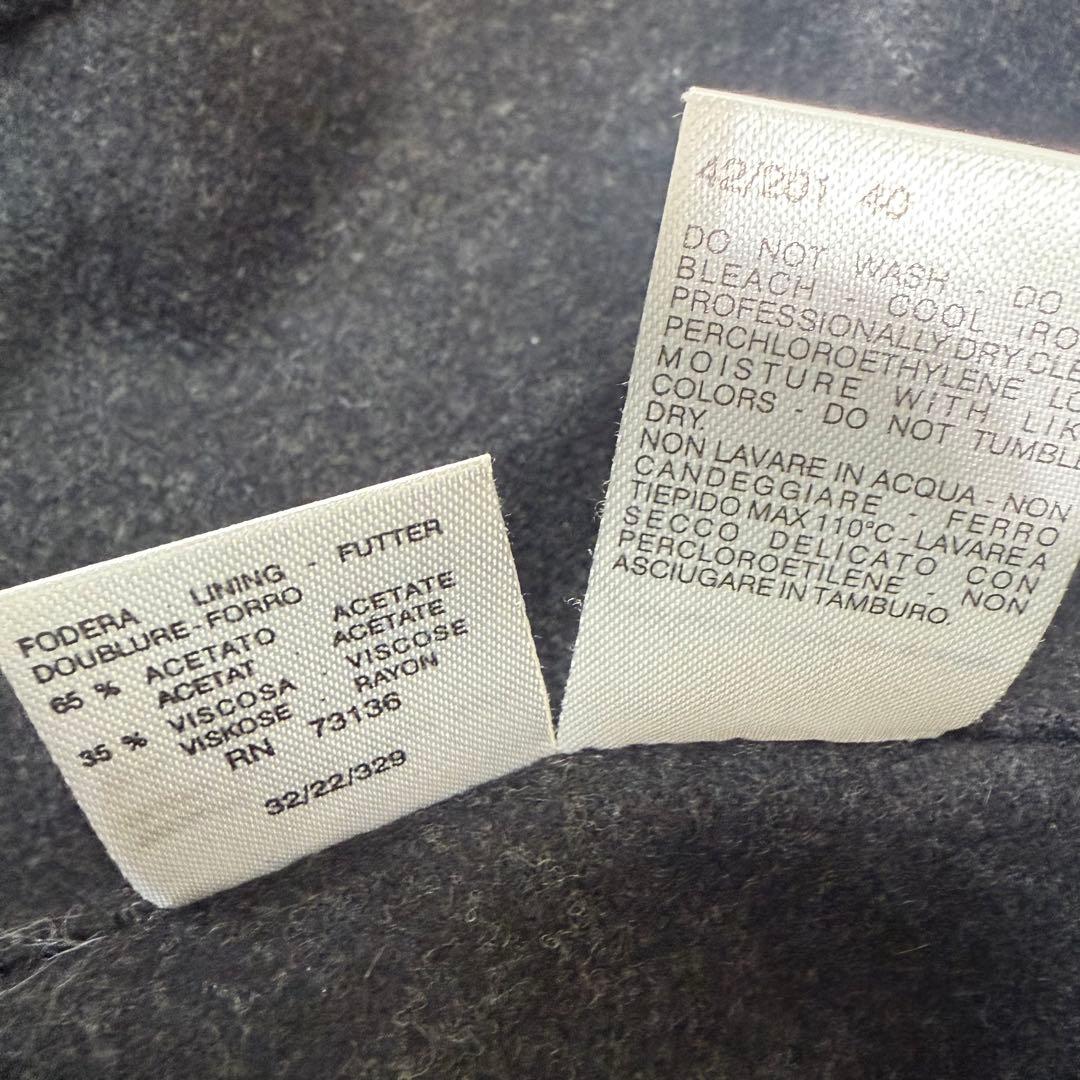 FODERA - LINING - FUTTER
DOUBLURE-FORRO
65 % ACETATO - ACETATE
ACETAT - ACETATE
35 % VISCOSA - VISCOSE
VISKOSE - RAYON
RN 73136
32/22/329
42/201 40
DO NOT WASH - DO
BLEACH - COOL IRO
PROFESSIONALLY DRY CLE
PERCHLOROETHYLENE LO
MOISTURE WITH LIK
COLORS - DO NOT TUMBLE
DRY.
NON LAVARE IN ACQUA - NON
CANDEGGIARE - FERRO
TIEPIDO MAX 110°C - LAVARE A
SECCO DELICATO CON
PERCLOROETILENE - NON
ASCIUGARE IN TAMBURO.